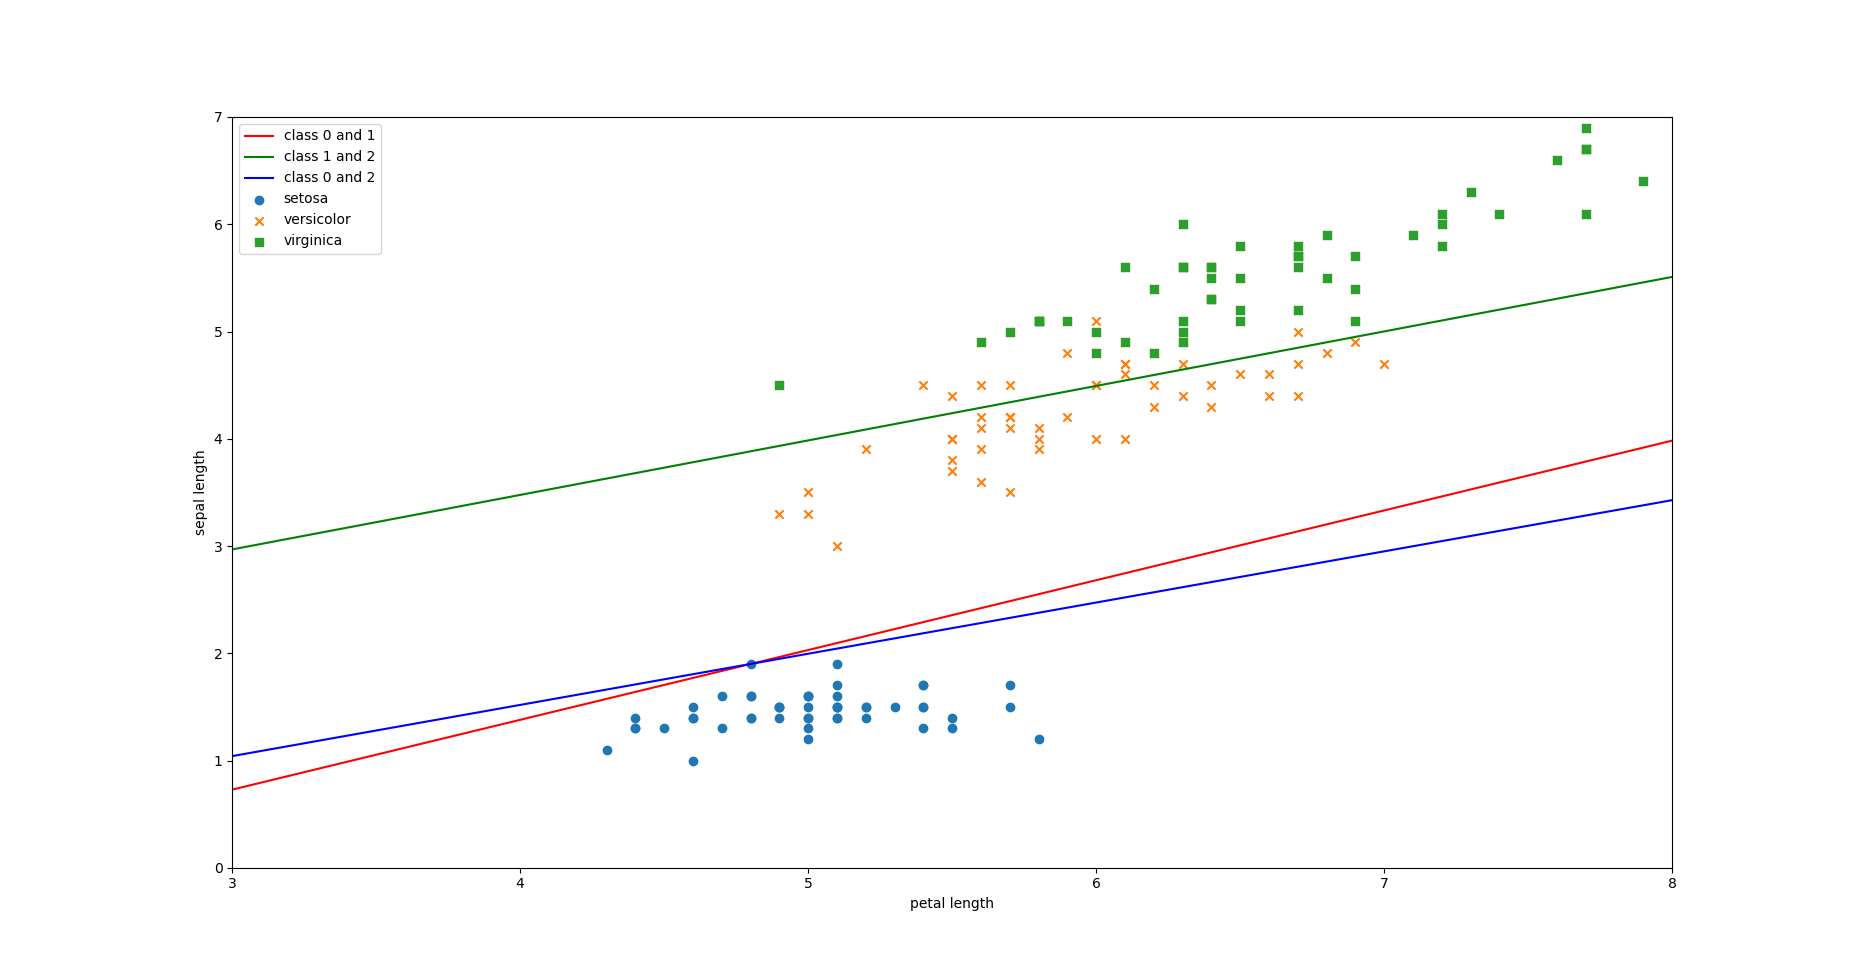 class 0 and 1
class 1 and 2
class 0 and 2
setosa
versicolor
virginica
7
6
5
4
3
2
1
0
sepal length
3 4 5 6 7 8
petal length